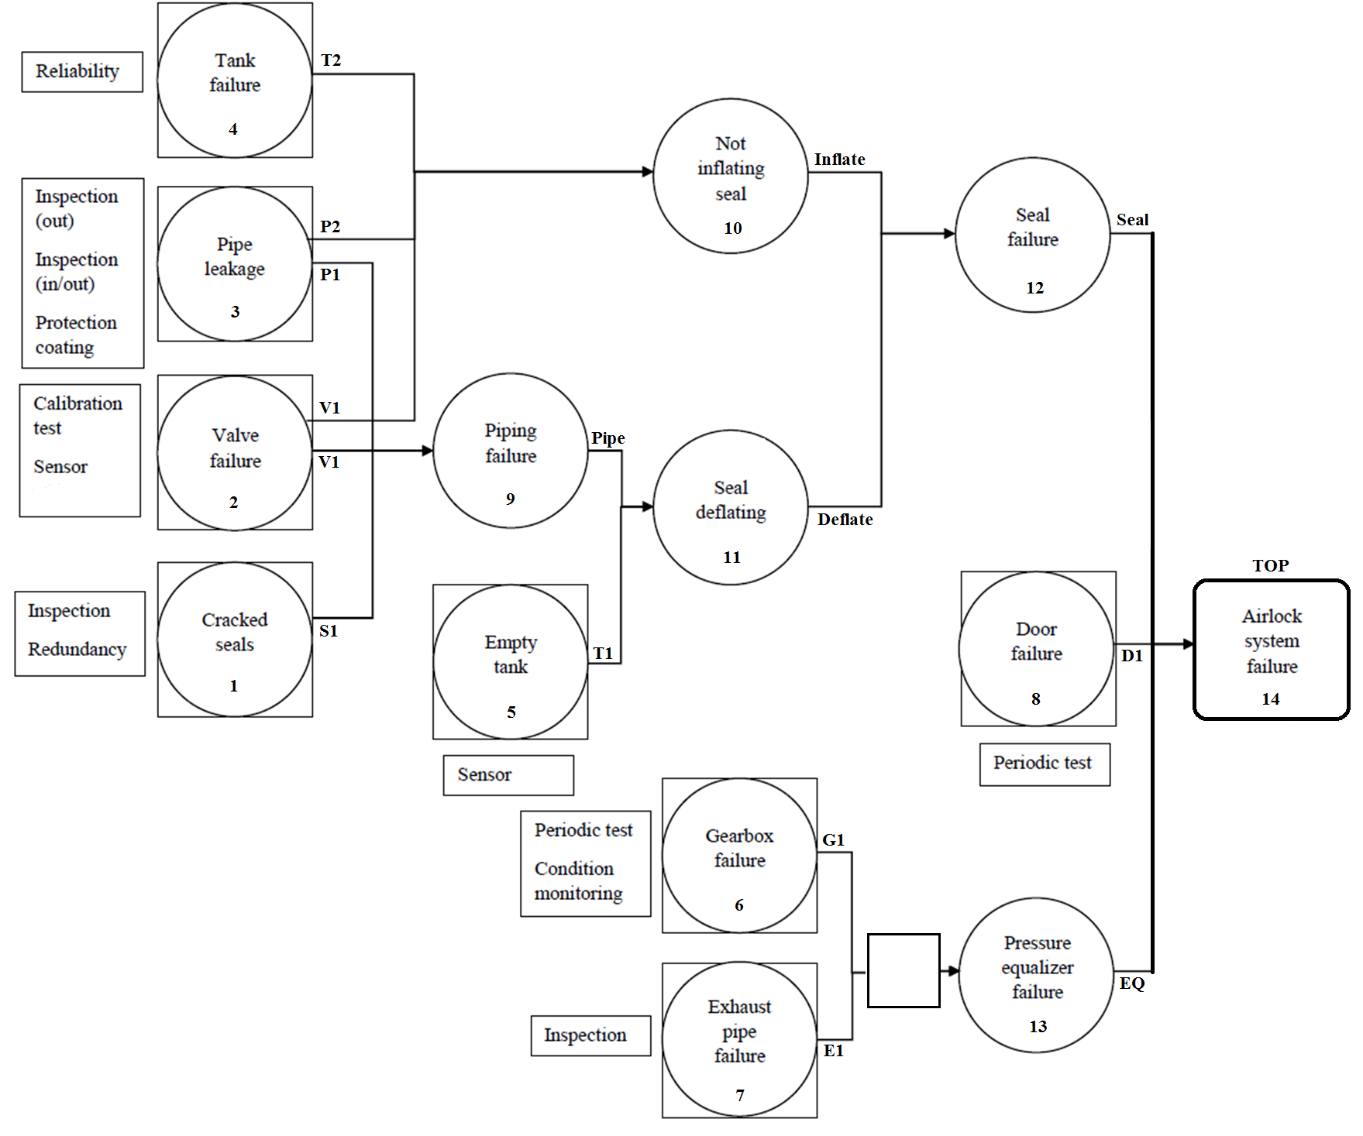 Reliability
Tank
failure
4
T2
Inspection
(out)
Inspection
(in/out)
Protection
coating
Pipe
leakage
3
P2
P1
Calibration
test
Sensor
Valve
failure
2
V1
V1
Inspection
Redundancy
Cracked
seals
1
S1
Piping
failure
9
Pipe
Empty
tank
5
T1
Sensor
Not
inflating
seal
10
Inflate
Seal
deflating
11
Deflate
Seal
failure
12
Seal
Door
failure
8
D1
Periodic test
Periodic test
Condition
monitoring
Gearbox
failure
6
G1
Inspection
Exhaust
pipe
failure
7
E1
Pressure
equalizer
failure
13
EQ
TOP
Airlock
system
failure
14